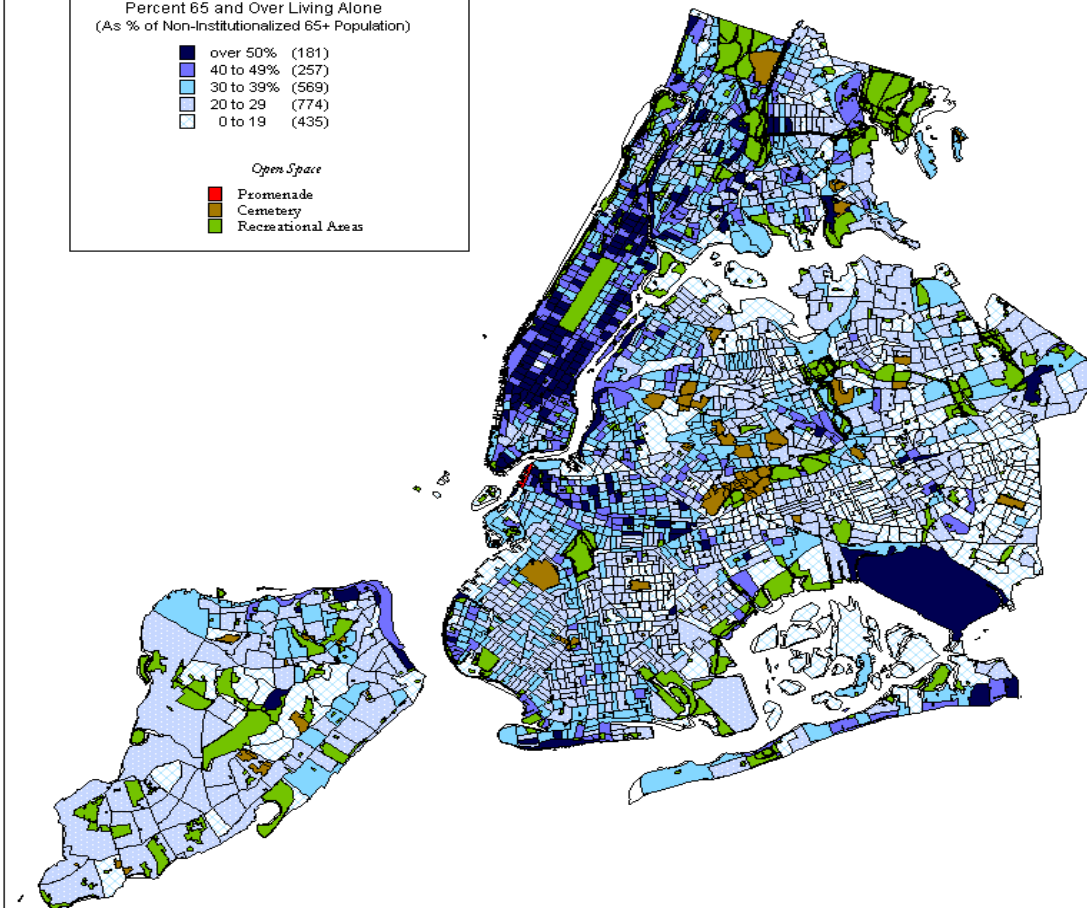 Percent 65 and Over Living Alone
(As % of Non-Institutionalized 65+ Population)
over 50% (181)
40 to 49% (257)
30 to 39% (569)
20 to 29 (774)
0 to 19 (435)
Open Space
Promenade
Cemetery
Recreational Areas